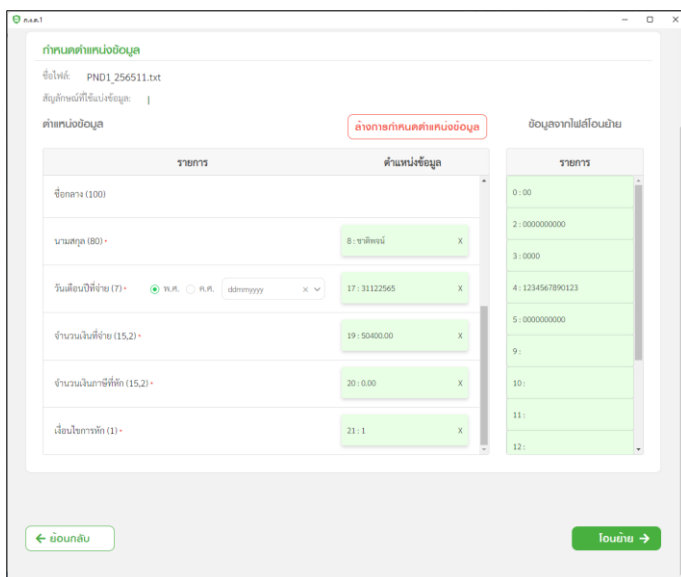 ภ.ง.ด.1
กำหนดตำแหน่งข้อมูล
ชื่อไฟล์: PND1_256511.txt
สัญลักษณ์ที่ใช้แบ่งข้อมูล: |
ตำแหน่งข้อมูล
ล้างการกำหนดตำแหน่งข้อมูล
ข้อมูลจากไฟล์โอนย้าย
รายการ ตำแหน่งข้อมูล รายการ
ชื่อกลาง (100)
นามสกุล (80) • 8 : ชาติพจน์ X
วันเดือนปีที่จ่าย (7) • พ.ศ. ค.ศ. ddmmyyyy × 17 : 31122565 X
จำนวนเงินที่จ่าย (15,2) • 19 : 50400.00 X
จำนวนเงินภาษีที่หัก (15,2) • 20 : 0.00 X
เงื่อนไขการหัก (1) • 21 : 1 X
0 : 00
2 : 0000000000
3 : 0000
4 : 1234567890123
5 : 0000000000
9 :
10 :
11 :
12 :
← ย้อนกลับ
โอนย้าย →